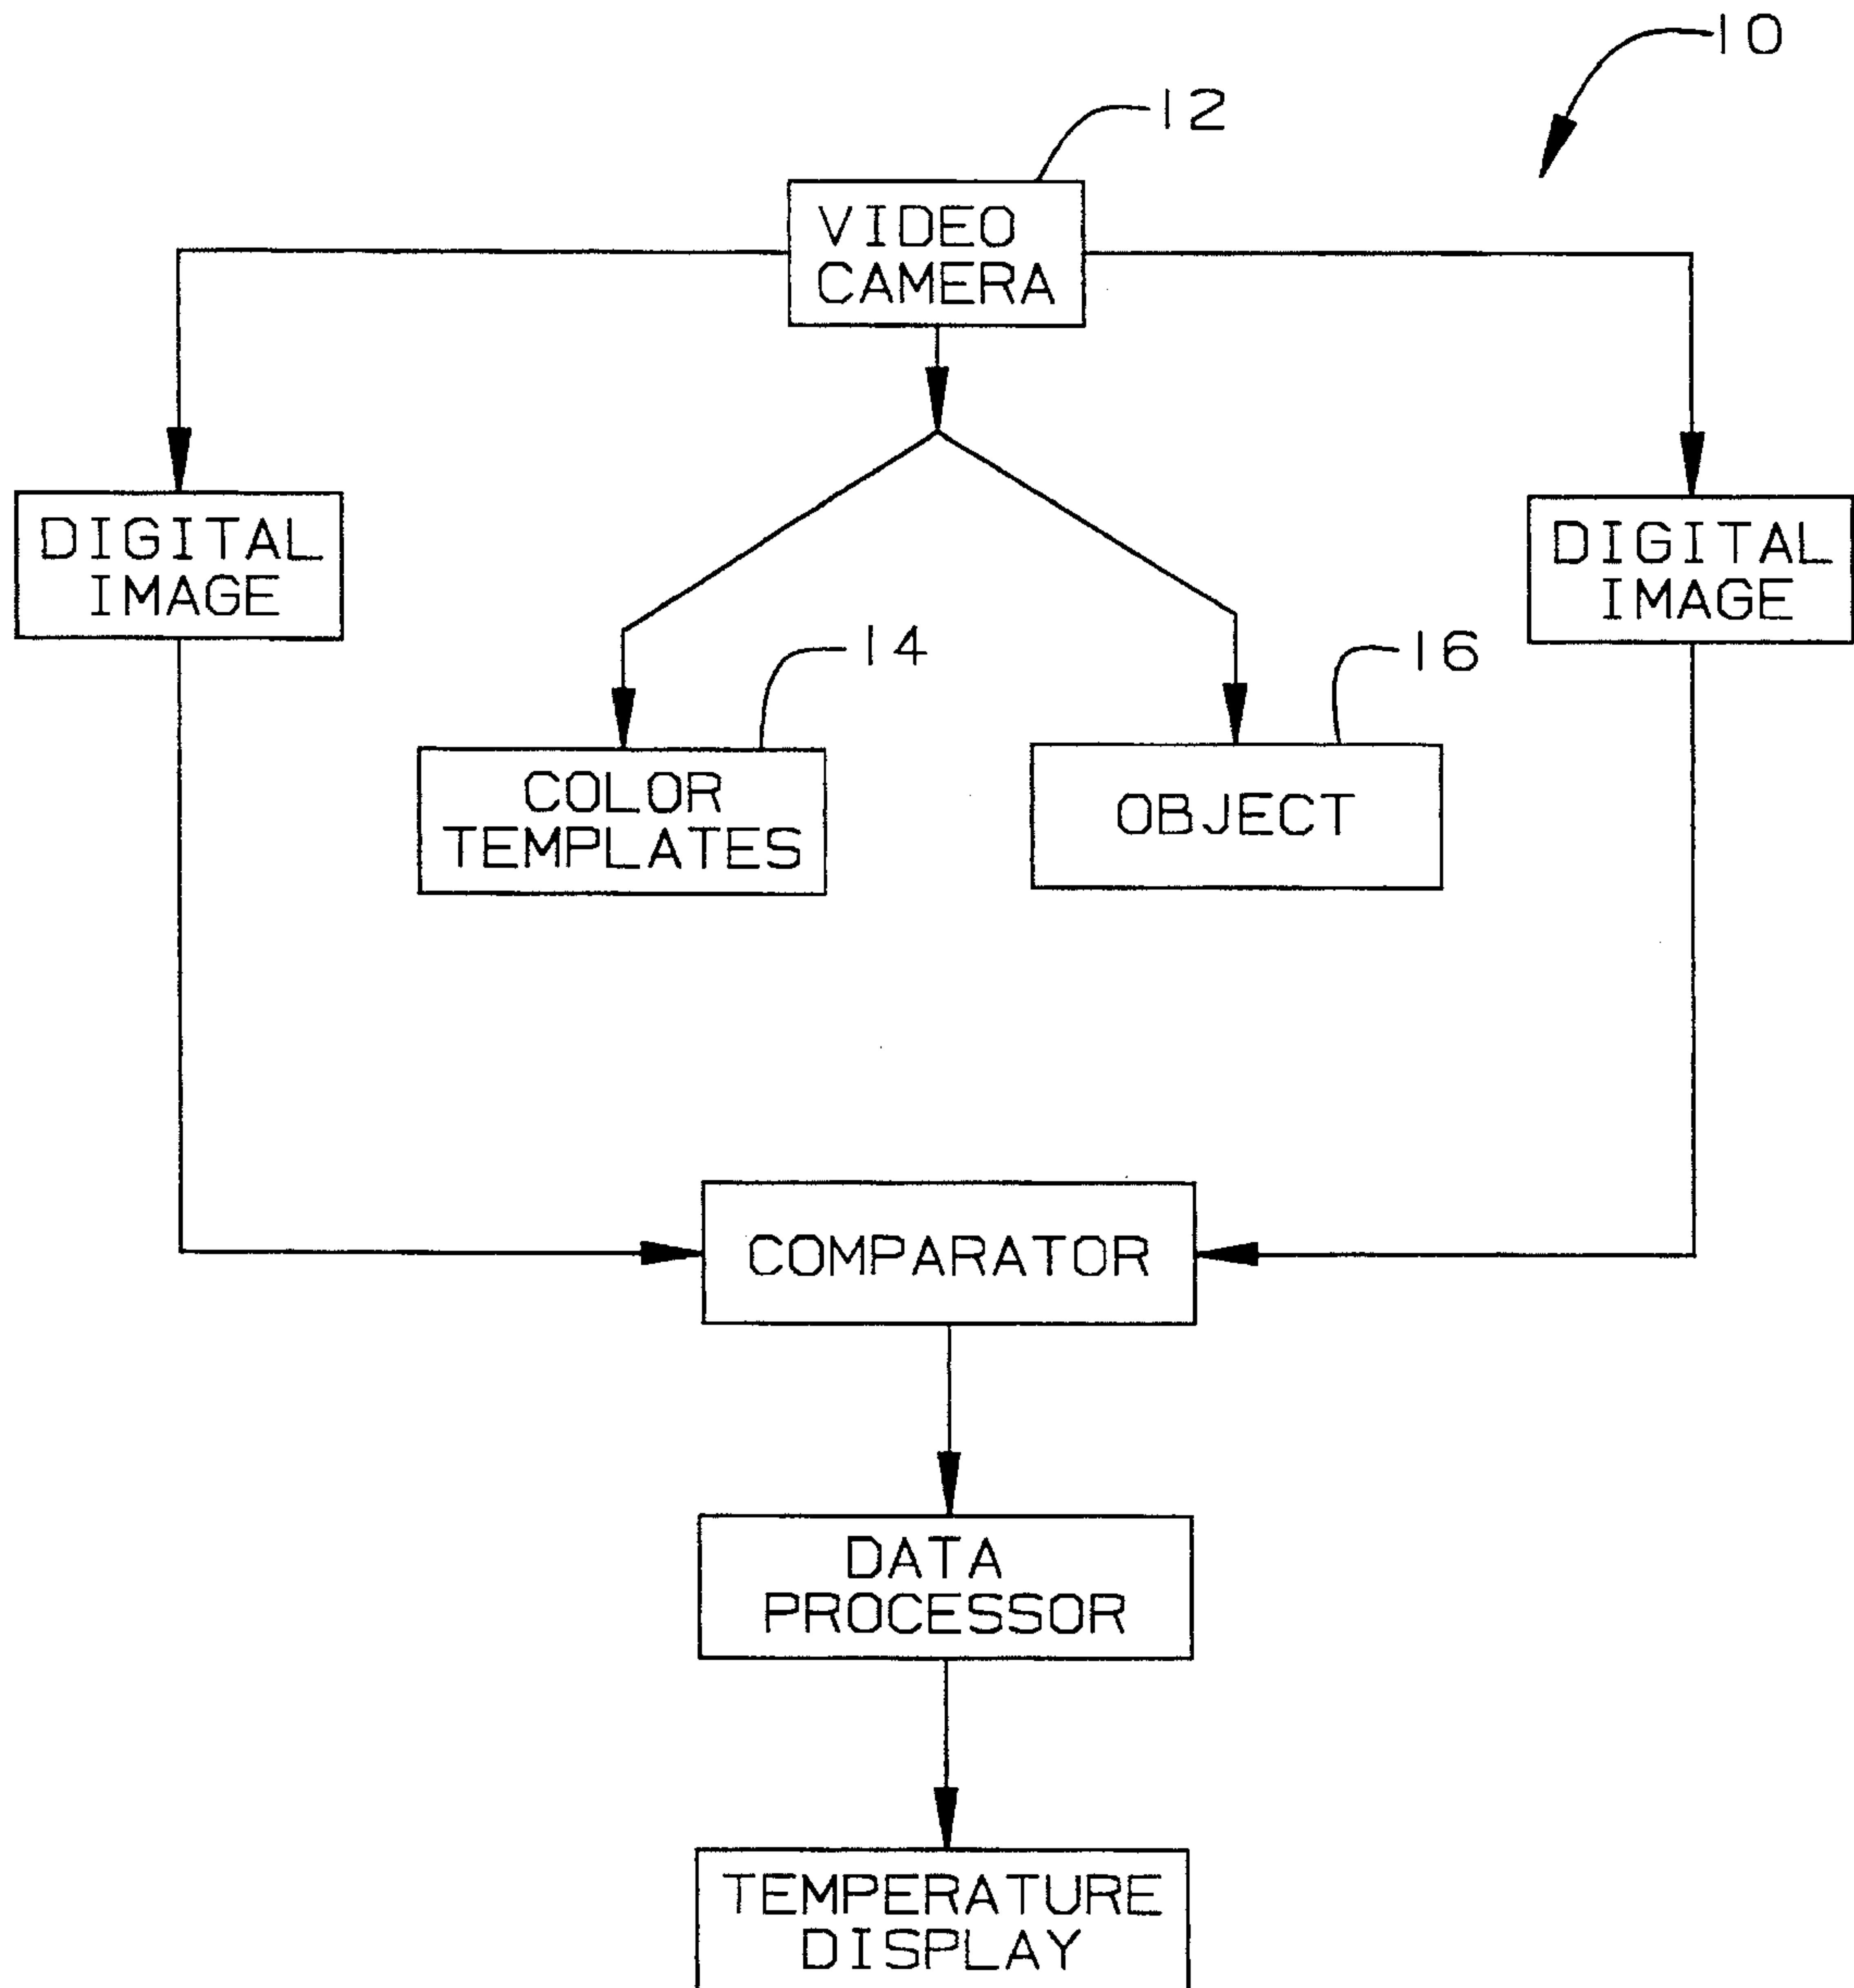 10
12
VIDEO
CAMERA
DIGITAL
IMAGE
DIGITAL
IMAGE
14
16
COLOR
TEMPLATES
OBJECT
COMPARATOR
DATA
PROCESSOR
TEMPERATURE
DISPLAY